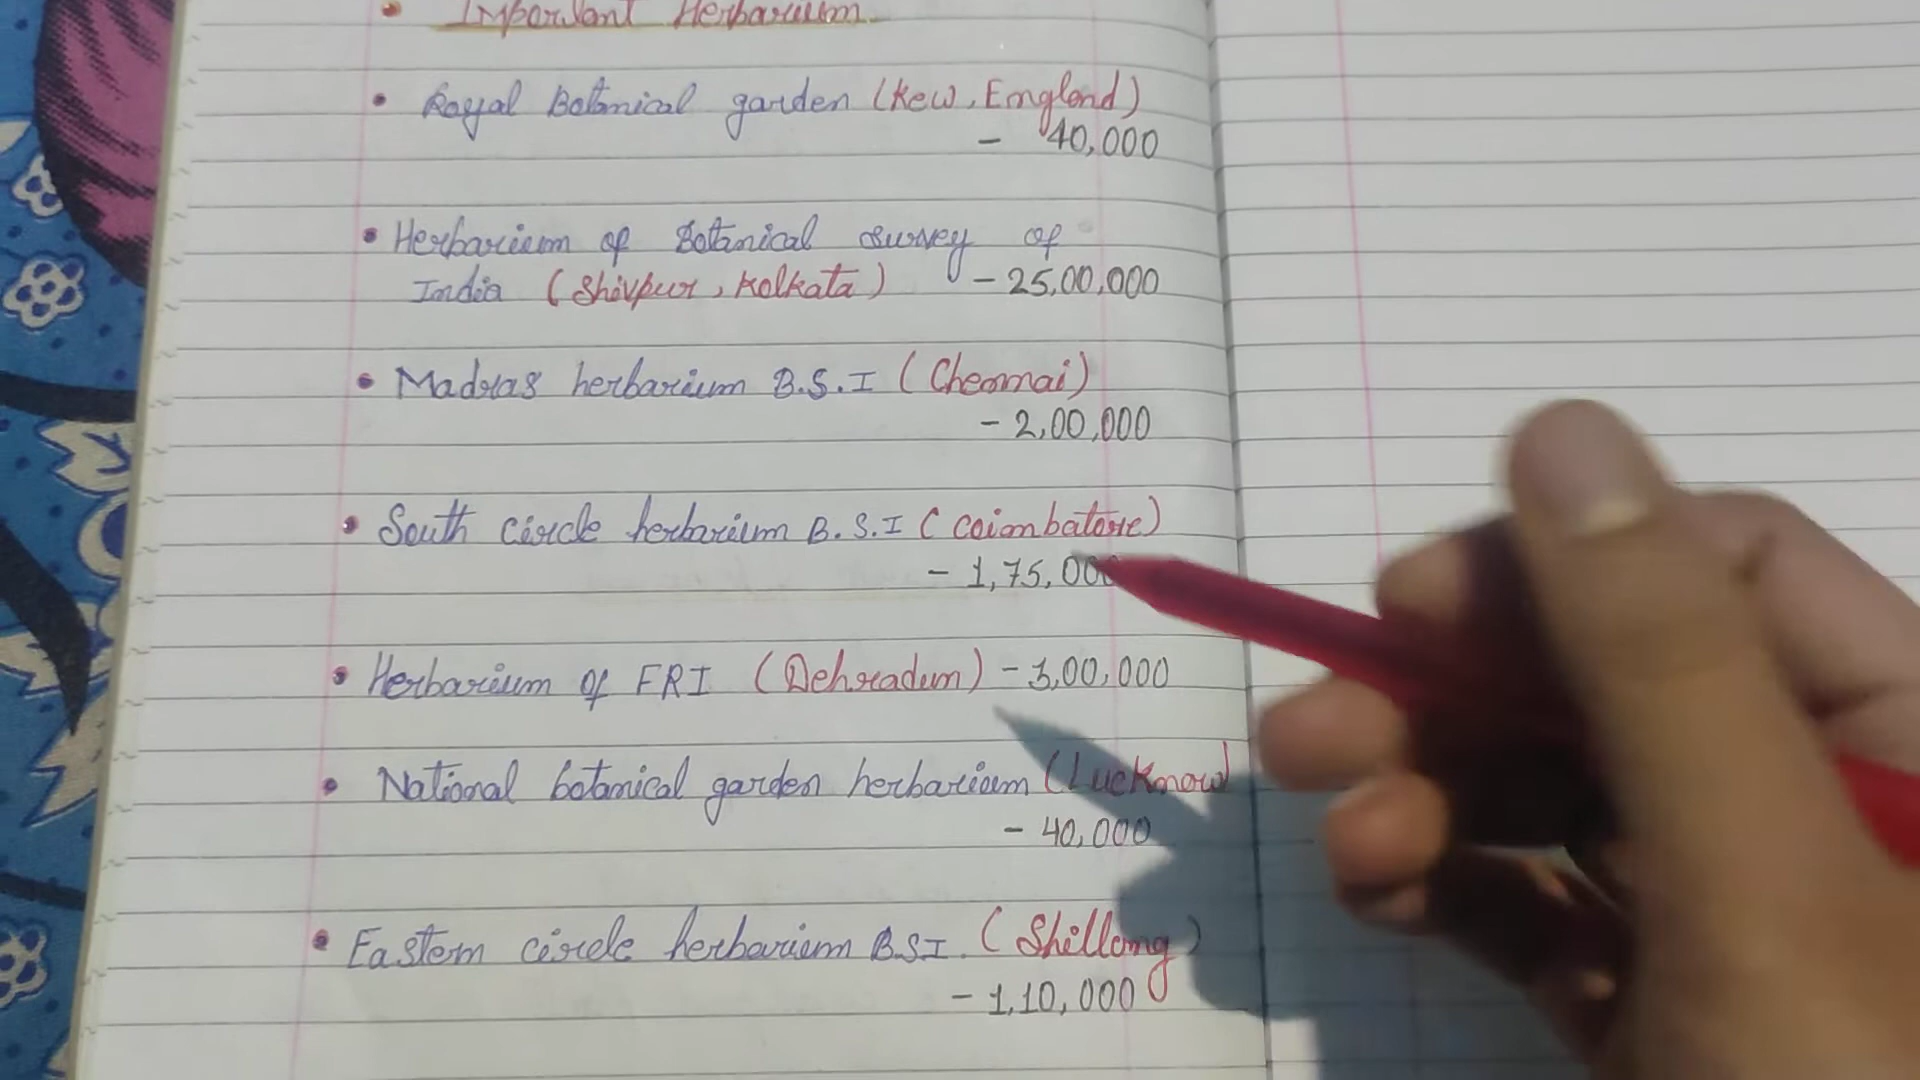 • Important Herbarium
• Royal Botanical garden (Kew, England)
- 40,000
• Herbarium of Botanical survey of
India (Shivpur, Kolkata) - 25,00,000
• Madras herbarium B.S.I (Chennai)
- 2,00,000
• South circle herbarium B.S.I (Coimbatore)
- 1,75,000
• Herbarium of FRI (Dehradun) - 3,00,000
• National botanical garden herbarium (Lucknow)
- 40,000
• Eastern circle herbarium B.S.I. (Shillong)
- 1,10,000